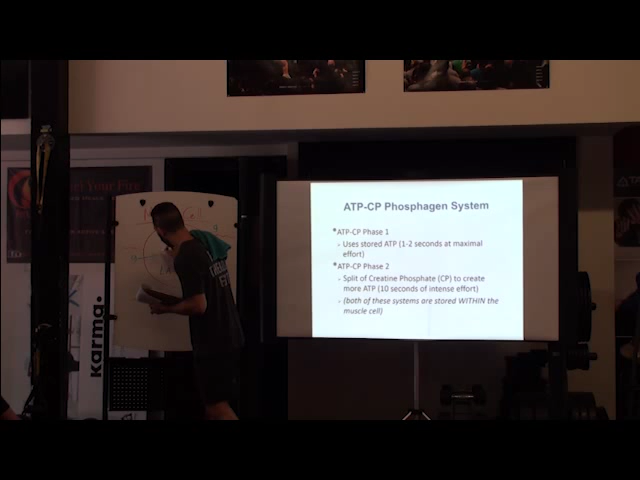 ATP-CP Phosphagen System
*ATP-CP Phase 1
- Uses stored ATP (1-2 seconds at maximal
effort)
*ATP-CP Phase 2
- Split of Creatine Phosphate (CP) to create
more ATP (10 seconds of intense effort)
- (both of these systems are stored WITHIN the
muscle cell)
Your Fire
karma.